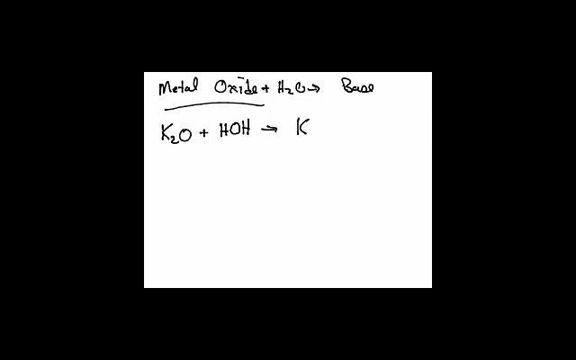 Metal Oxide + H₂O → Base
K₂O + HOH → K